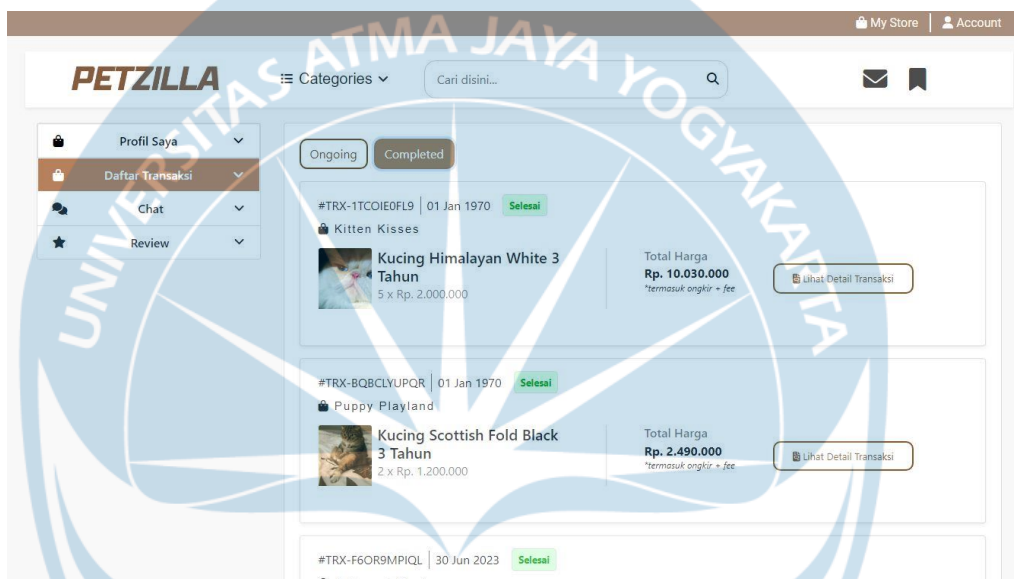 My Store | Account
PETZILLA
Categories
Cari disini...
Profil Saya
Daftar Transaksi
Chat
Review
Ongoing
Completed
#TRX-1TCOIE0FL9 | 01 Jan 1970 Selesai
Kitten Kisses
Kucing Himalayan White 3
Tahun
5 x Rp. 2.000.000
Total Harga
Rp. 10.030.000
*termasuk ongkir + fee
Lihat Detail Transaksi
#TRX-BQBCLYUPQR | 01 Jan 1970 Selesai
Puppy Playland
Kucing Scottish Fold Black
3 Tahun
2 x Rp. 1.200.000
Total Harga
Rp. 2.490.000
*termasuk ongkir + fee
Lihat Detail Transaksi
#TRX-F6OR9MPIQL | 30 Jun 2023 Selesai
UNIVERSITAS ATMA JAYA YOGYAKARTA